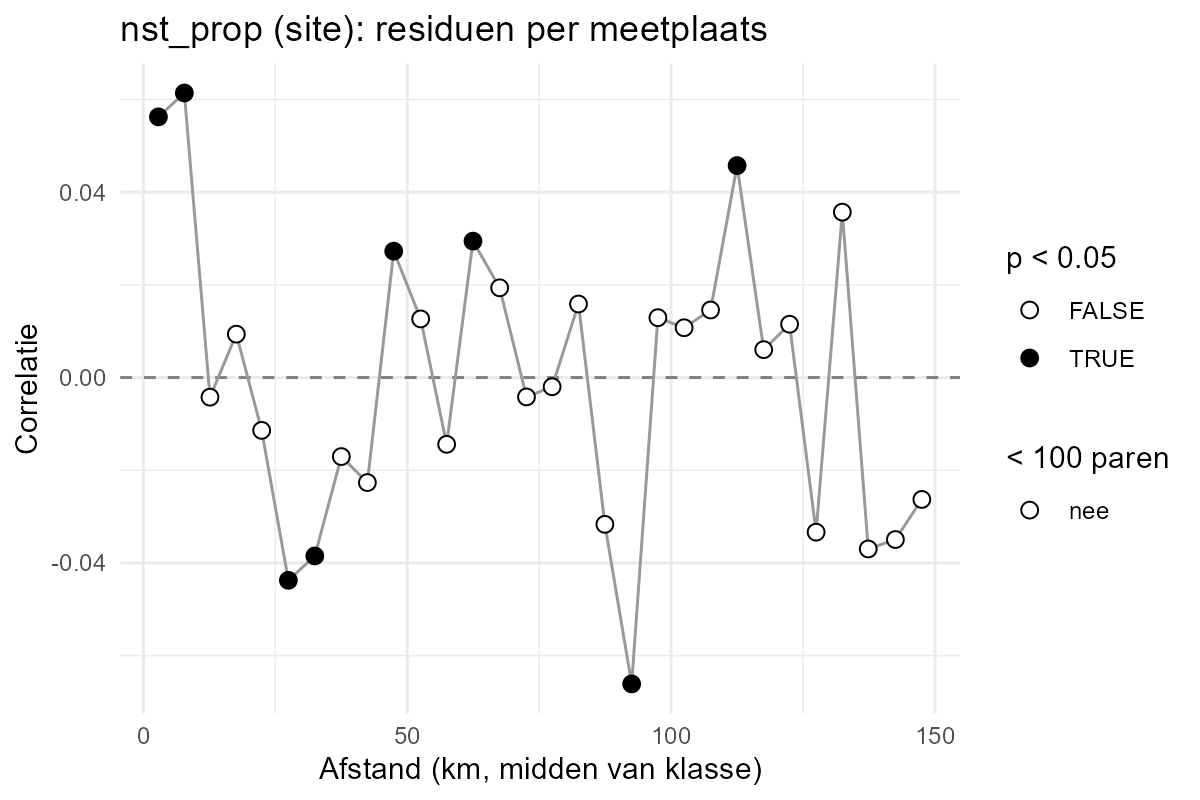 nst_prop (site): residuen per meetplaats
Correlatie
0.04
0.00
-0.04
0
50
100
150
Afstand (km, midden van klasse)
p < 0.05
FALSE
TRUE
< 100 paren
nee